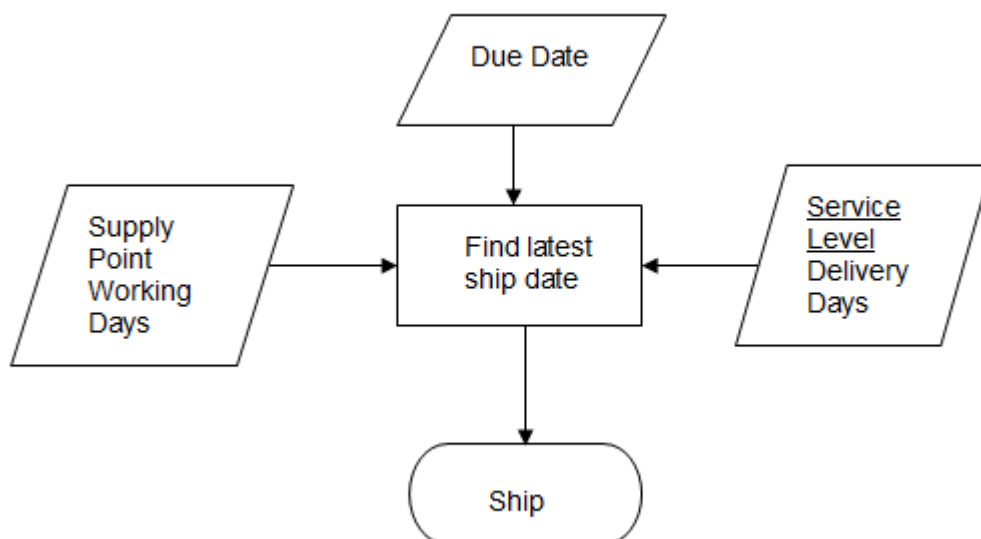 Due Date
Supply
Point
Working
Days
Find latest
ship date
Service
Level
Delivery
Days
Ship